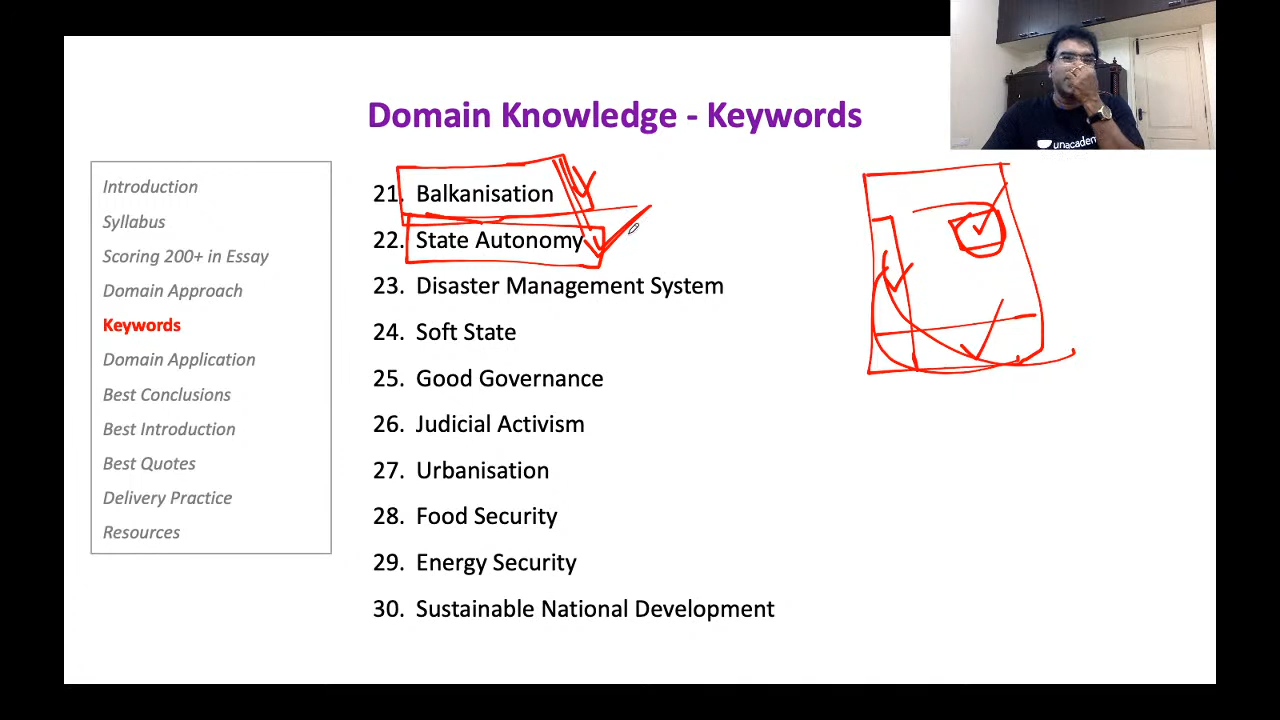 Domain Knowledge - Keywords
Introduction
Syllabus
Scoring 200+ in Essay
Domain Approach
Keywords
Domain Application
Best Conclusions
Best Introduction
Best Quotes
Delivery Practice
Resources
21. Balkanisation
22. State Autonomy
23. Disaster Management System
24. Soft State
25. Good Governance
26. Judicial Activism
27. Urbanisation
28. Food Security
29. Energy Security
30. Sustainable National Development
unacadem